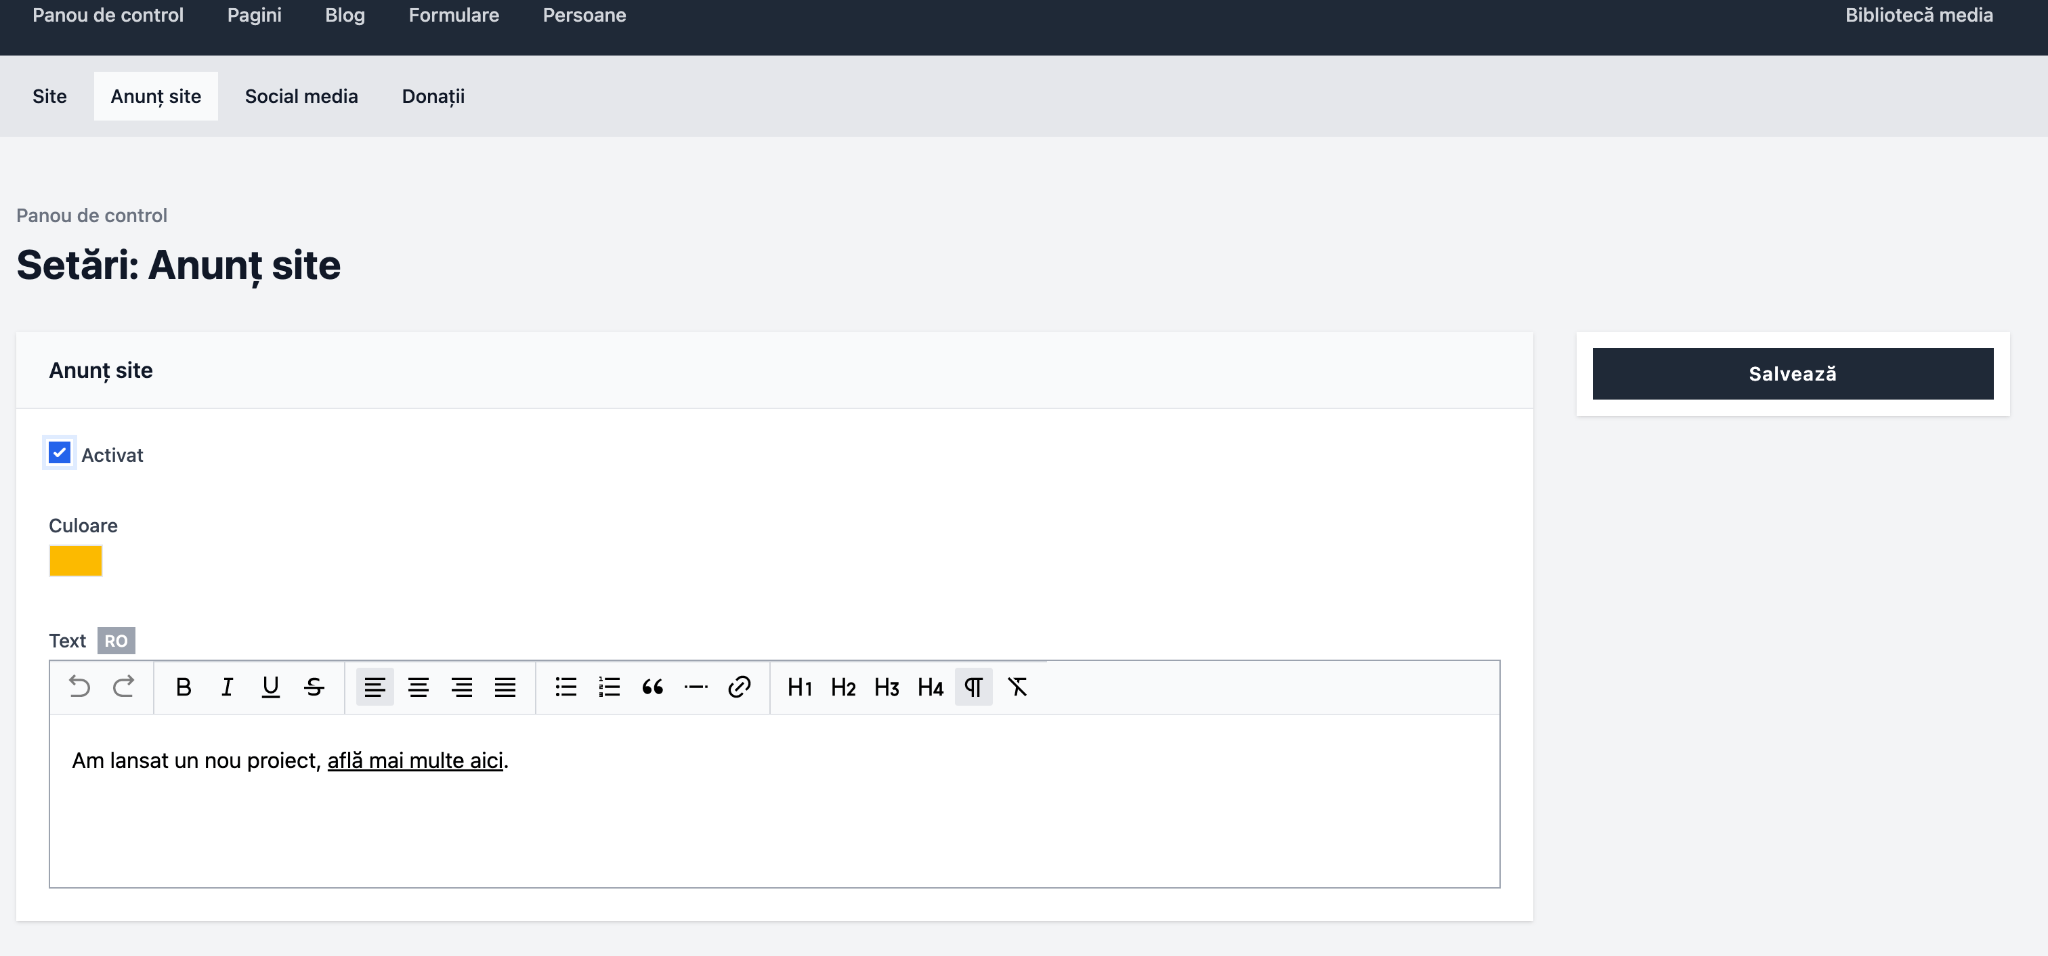 Panou de control Pagini Blog Formulare Persoane Bibliotecă media
Site Anunț site Social media Donații
Panou de control
Setări: Anunț site
Anunț site
Salvează
Activat
Culoare
Text RO
B I U S H1 H2 H3 H4
Am lansat un nou proiect, află mai multe aici.